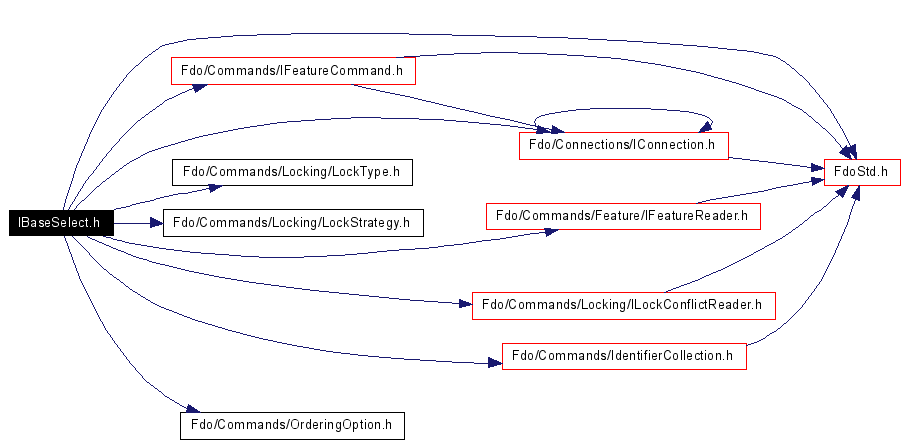 Fdo/Commands/IFeatureCommand.h
Fdo/Connections/IConnection.h
Fdo/Commands/Locking/LockType.h
FdoStd.h
IBaseSelect.h
Fdo/Commands/Locking/LockStrategy.h
Fdo/Commands/Feature/IFeatureReader.h
Fdo/Commands/Locking/ILockConflictReader.h
Fdo/Commands/IdentifierCollection.h
Fdo/Commands/OrderingOption.h